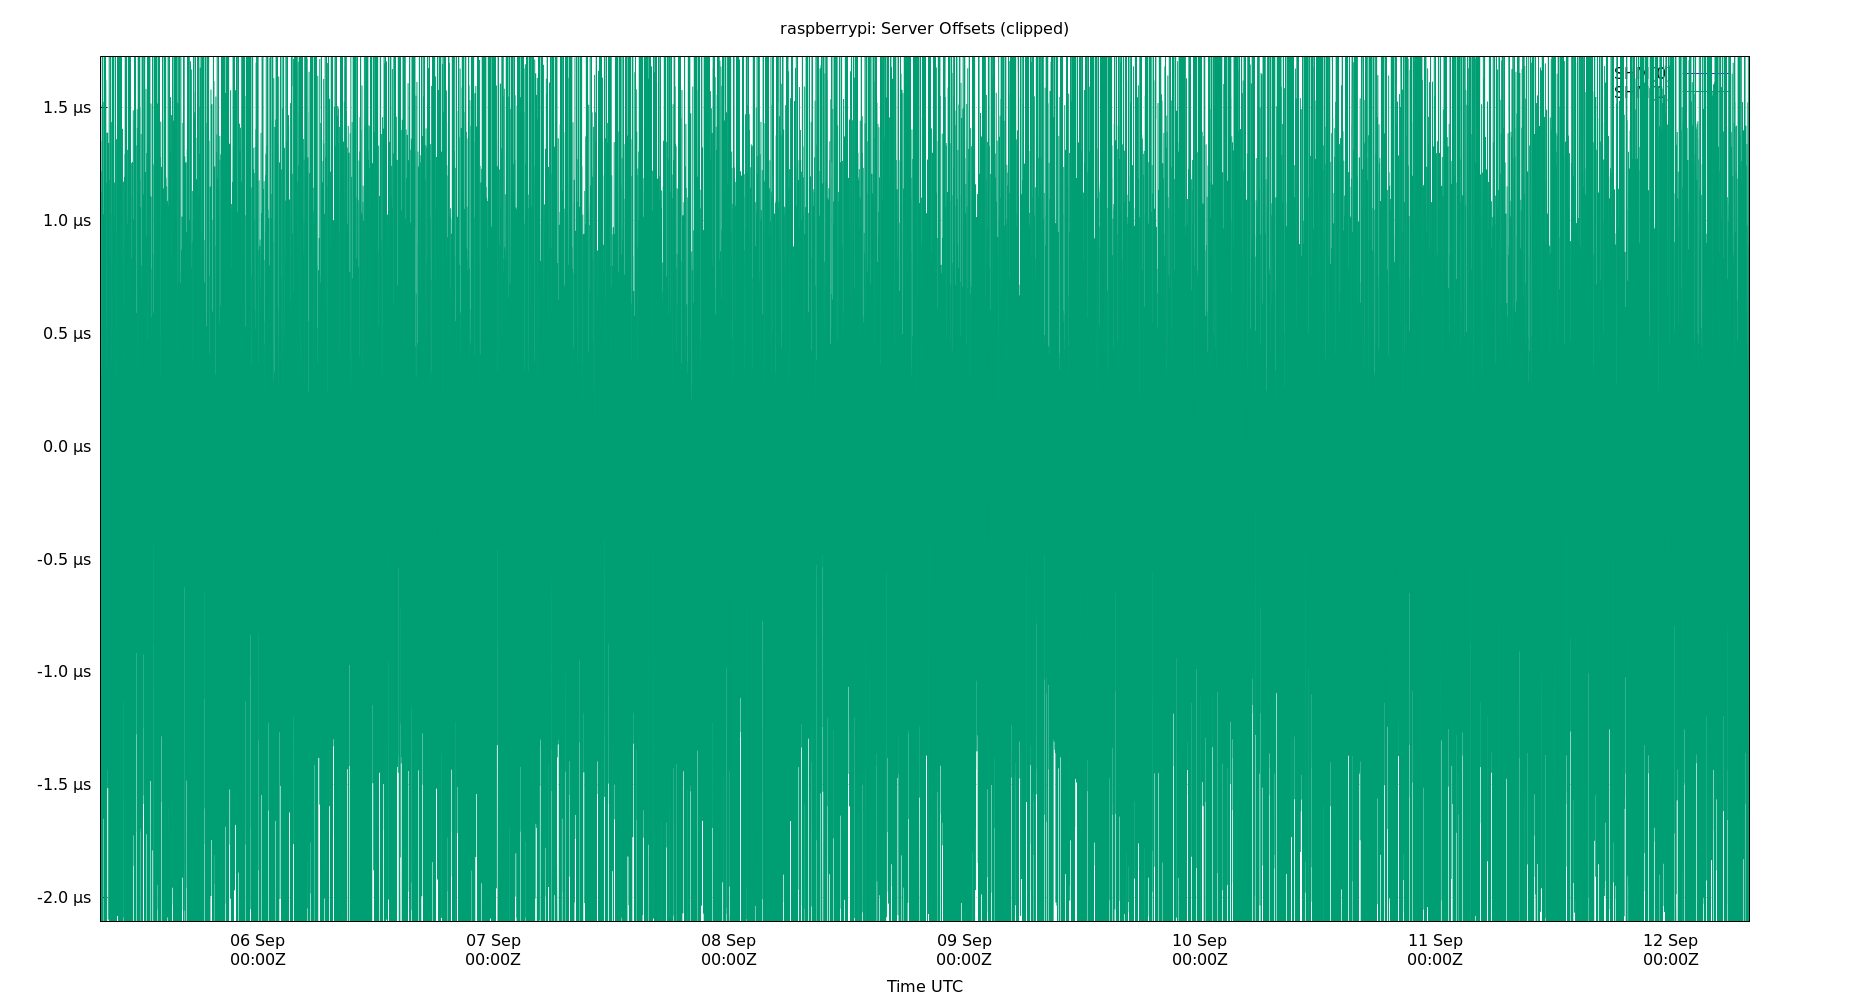 raspberrypi: Server Offsets (clipped)
1.5 µs
1.0 µs
0.5 µs
0.0 µs
-0.5 µs
-1.0 µs
-1.5 µs
-2.0 µs
06 Sep 00:00Z
07 Sep 00:00Z
08 Sep 00:00Z
09 Sep 00:00Z
10 Sep 00:00Z
11 Sep 00:00Z
12 Sep 00:00Z
Time UTC